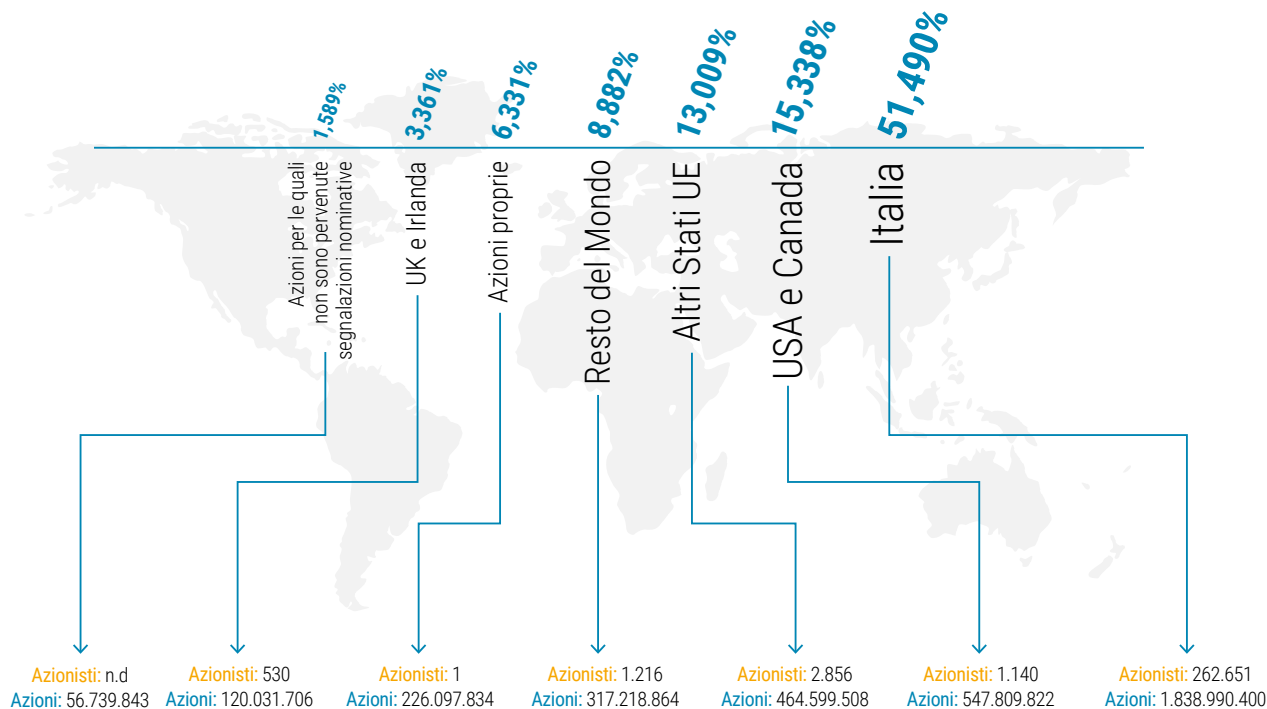 1,589%
3,361%
6,331%
8,882%
13,009%
15,338%
51,490%
Azioni per le quali
non sono pervenute
segnalazioni nominative
UK e Irlanda
Azioni proprie
Resto del Mondo
Altri Stati UE
USA e Canada
Italia
Azionisti: n.d
Azioni: 56.739.843
Azionisti: 530
Azioni: 120.031.706
Azionisti: 1
Azioni: 226.097.834
Azionisti: 1.216
Azioni: 317.218.864
Azionisti: 2.856
Azioni: 464.599.508
Azionisti: 1.140
Azioni: 547.809.822
Azionisti: 262.651
Azioni: 1.838.990.400